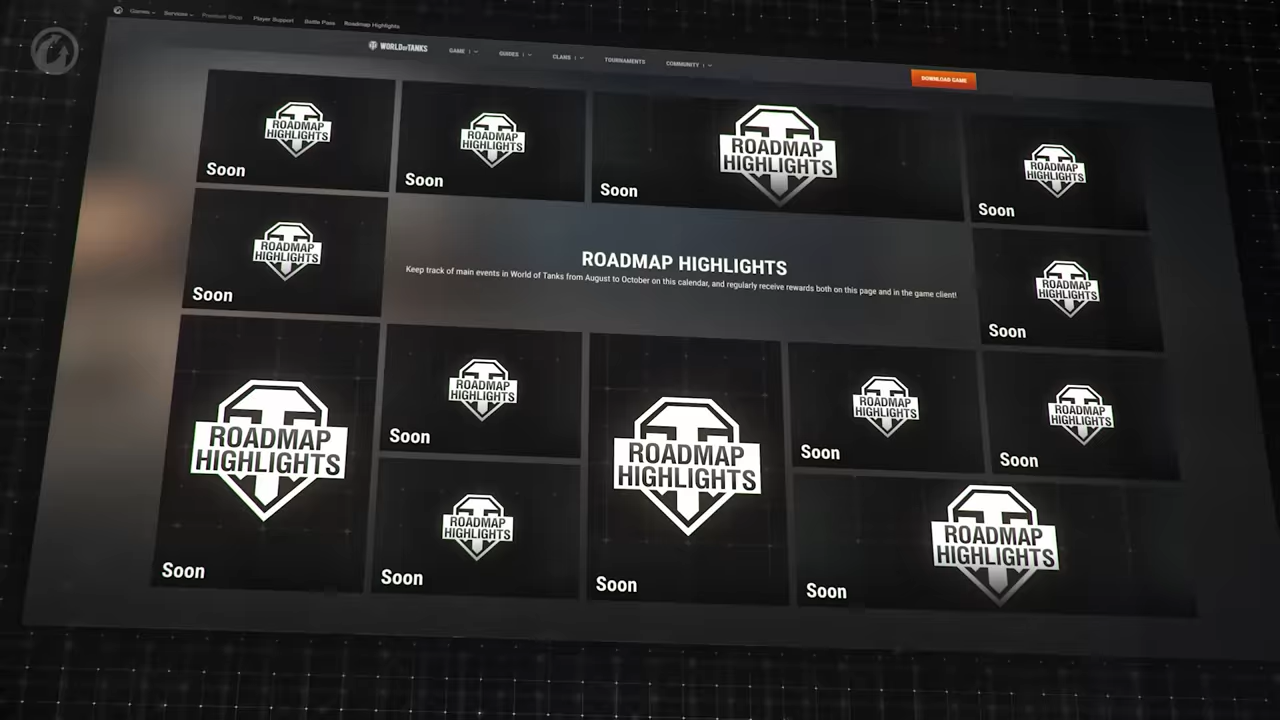 Games Services Premium Shop Player Support Battle Pass Roadmap Highlights
WORLD OF TANKS GAME GUIDES CLANS TOURNAMENTS COMMUNITY DOWNLOAD GAME
ROADMAP
HIGHLIGHTS
Soon
ROADMAP
HIGHLIGHTS
Soon
ROADMAP
HIGHLIGHTS
Soon
ROADMAP
HIGHLIGHTS
Soon
ROADMAP
HIGHLIGHTS
Soon
ROADMAP HIGHLIGHTS
Keep track of main events in World of Tanks from August to October on this calendar, and regularly receive rewards both on this page and in the game client!
ROADMAP
HIGHLIGHTS
Soon
ROADMAP
HIGHLIGHTS
Soon
ROADMAP
HIGHLIGHTS
Soon
ROADMAP
HIGHLIGHTS
Soon
ROADMAP
HIGHLIGHTS
Soon
ROADMAP
HIGHLIGHTS
Soon
ROADMAP
HIGHLIGHTS
Soon
ROADMAP
HIGHLIGHTS
Soon